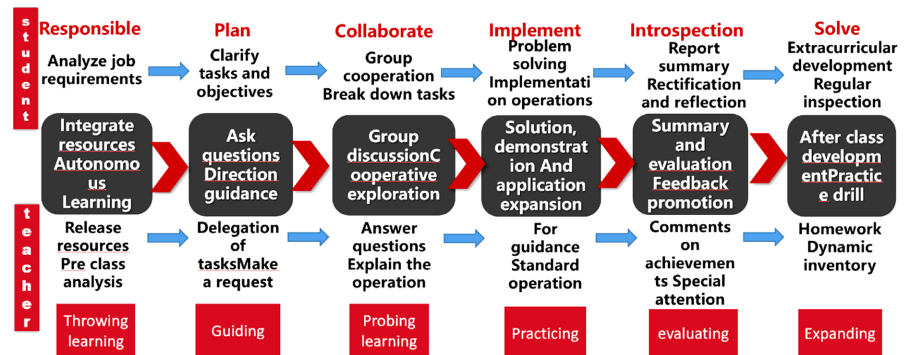 student
Responsible
Plan
Collaborate
Implement
Introspection
Solve
Analyze job
requirements
Clarify
tasks and
objectives
Group
cooperation
Break down tasks
Problem
solving
Implementati
on operations
Report
summary
Rectification
and reflection
Extracurricular
development
Regular
inspection
Integrate
resources
Autonomo
us
Learning
Ask
questions
Direction
guidance
Group
discussionC
ooperative
exploration
Solution,
demonstrat
ion And
application
expansion
Summary
and
evaluation
Feedback
promotion
After class
developm
entPractic
e drill
teacher
Release
resources
Pre class
analysis
Delegation
of
tasksMake
a request
Answer
questions
Explain the
operation
For
guidance
Standard
operation
Comments
on
achievemen
ts Special
attention
Homework
Dynamic
inventory
Throwing
learning
Guiding
Probing
learning
Practicing
evaluating
Expanding